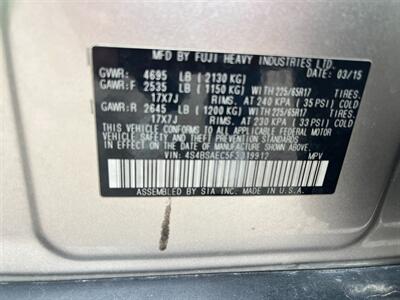 MFD BY FUJI HEAVY INDUSTRIES LTD. DATE: 03/15
GVWR: 4695 LB (2130 KG)
GAWR:F 2535 LB (1150 KG) WITH 225/65R17 TIRES,
17X7J RIMS, AT 240 KPA (35 PSI) COLD
GAWR:R 2645 LB (1200 KG) WITH 225/65R17 TIRES,
17X7J RIMS, AT 230 KPA (33 PSI) COLD
THIS VEHICLE CONFORMS TO ALL APPLICABLE FEDERAL MOTOR
VEHICLE SAFETY AND THEFT PREVENTION STANDARDS IN EFFECT
ON THE DATE OF MANUFACTURE SHOWN ABOVE.
VIN: 4S4BSAEC5F3319912 MPV
ASSEMBLED BY SIA INC. MADE IN U.S.A.